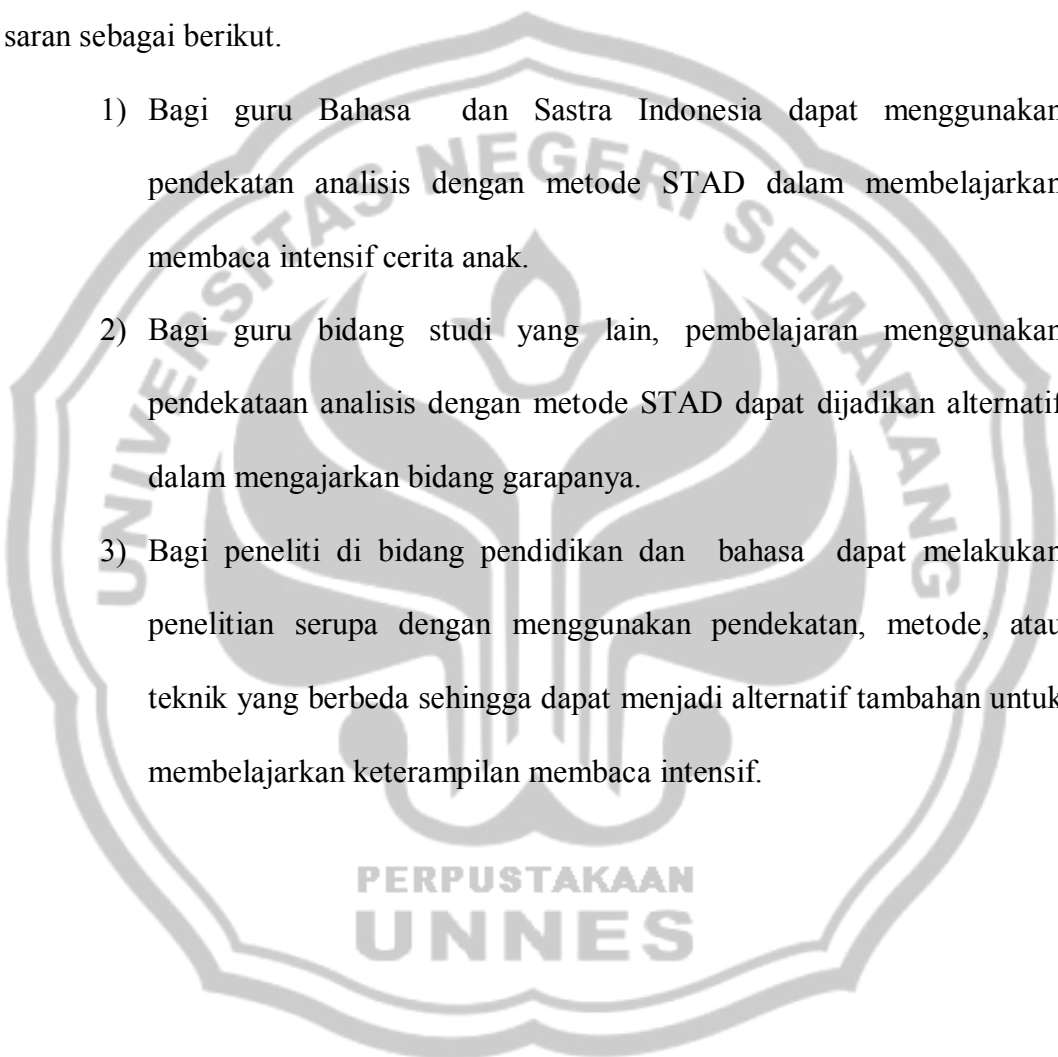 saran sebagai berikut.
1) Bagi guru Bahasa dan Sastra Indonesia dapat menggunakan
pendekatan analisis dengan metode STAD dalam membelajarkan
membaca intensif cerita anak.
2) Bagi guru bidang studi yang lain, pembelajaran menggunakan
pendekataan analisis dengan metode STAD dapat dijadikan alternatif
dalam mengajarkan bidang garapanya.
3) Bagi peneliti di bidang pendidikan dan bahasa dapat melakukan
penelitian serupa dengan menggunakan pendekatan, metode, atau
teknik yang berbeda sehingga dapat menjadi alternatif tambahan untuk
membelajarkan keterampilan membaca intensif.
UNIVERSITAS NEGERI SEMARANG
PERPUSTAKAAN
UNNES